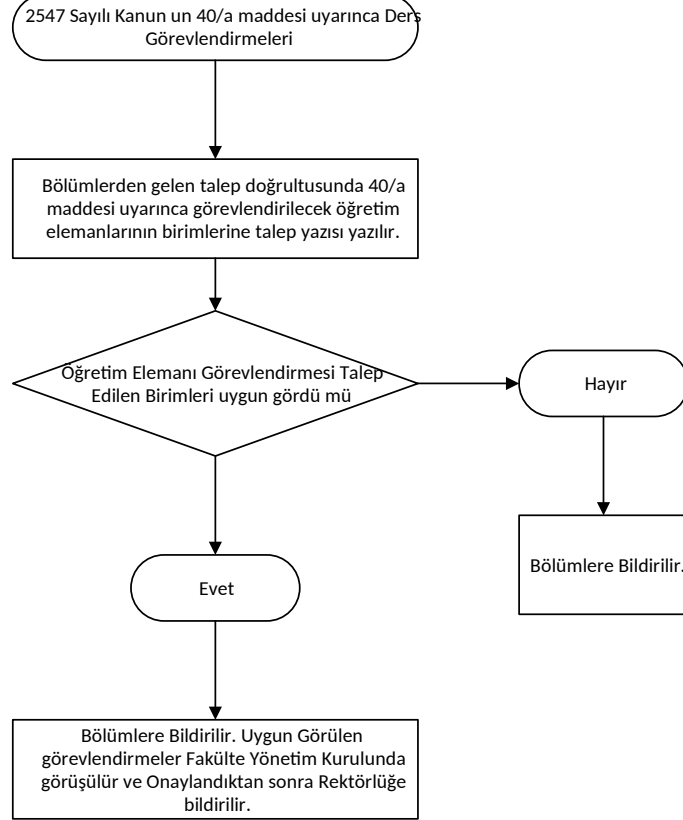 2547 Sayılı Kanun un 40/a maddesi uyarınca Ders
Görevlendirmeleri
Bölümlerden gelen talep doğrultusunda 40/a
maddesi uyarınca görevlendirilecek öğretim
elemanlarının birimlerine talep yazısı yazılır.
Öğretim Elemanı Görevlendirmesi Talep
Edilen Birimleri uygun gördü mü
Hayır
Bölümlere Bildirilir.
Evet
Bölümlere Bildirilir. Uygun Görülen
görevlendirmeler Fakülte Yönetim Kurulunda
görüşülür ve Onaylandıktan sonra Rektörlüğe
bildirilir.